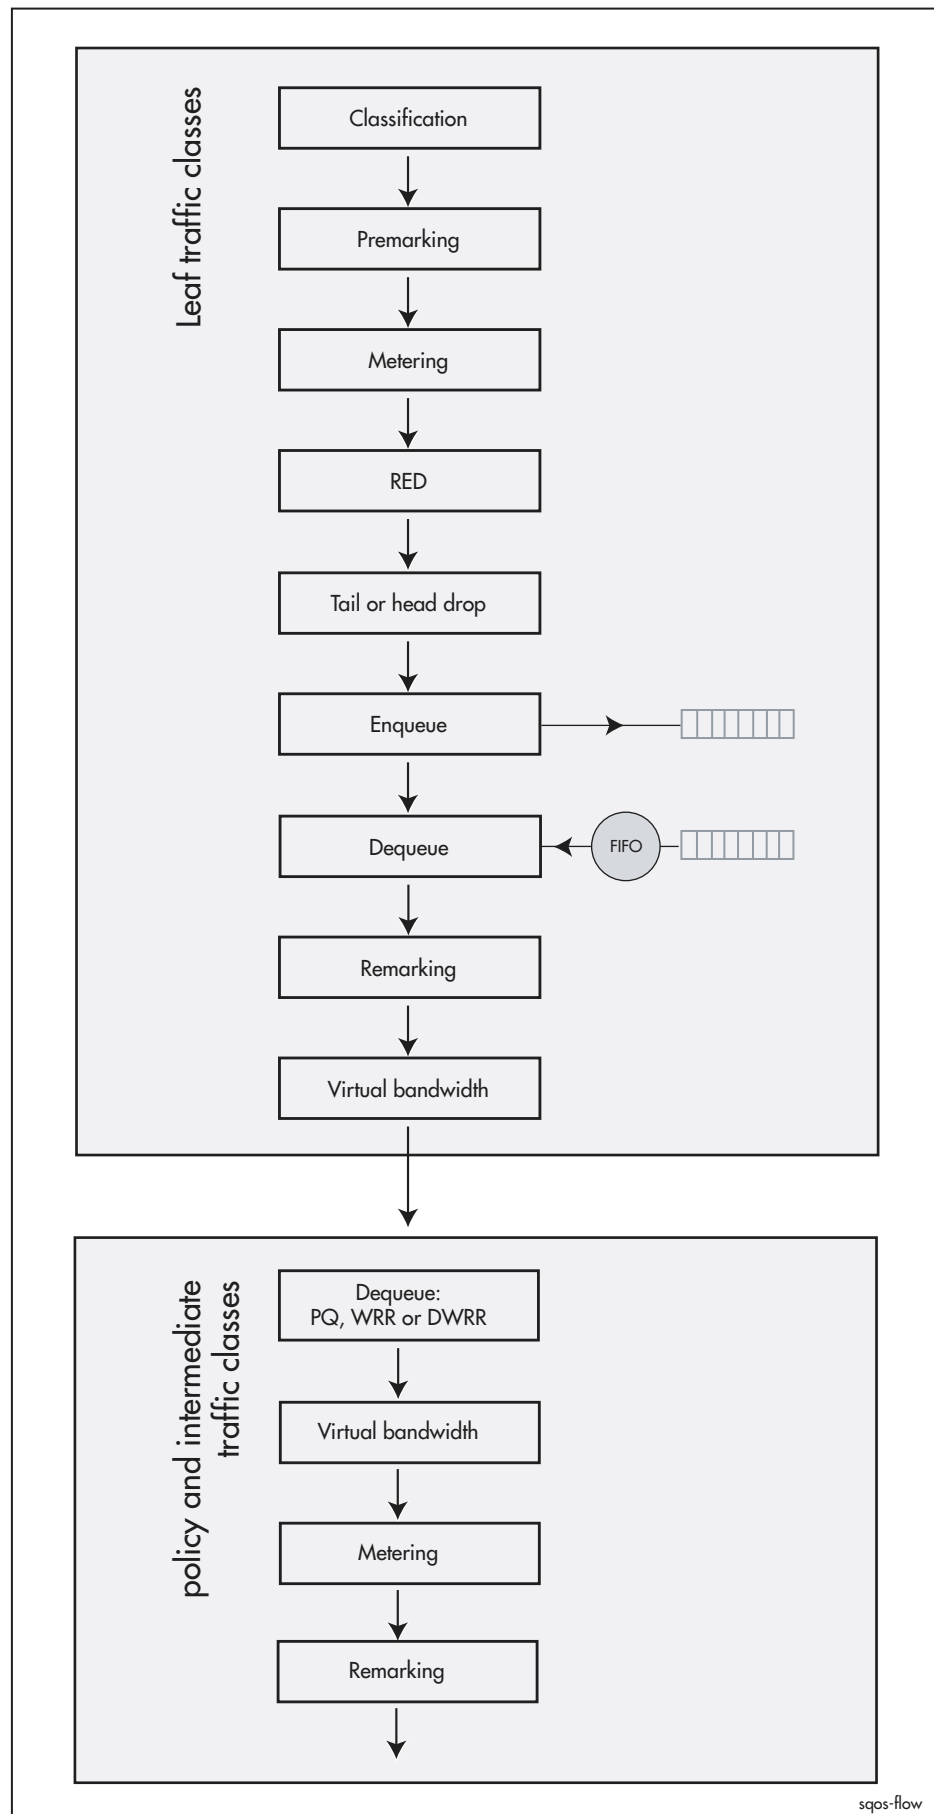 Leaf traffic classes
Classification
Premarking
Metering
RED
Tail or head drop
Enqueue
Dequeue
FIFO
Remarking
Virtual bandwidth
policy and intermediate
traffic classes
Dequeue:
PQ, WRR or DWRR
Virtual bandwidth
Metering
Remarking
sqos-flow